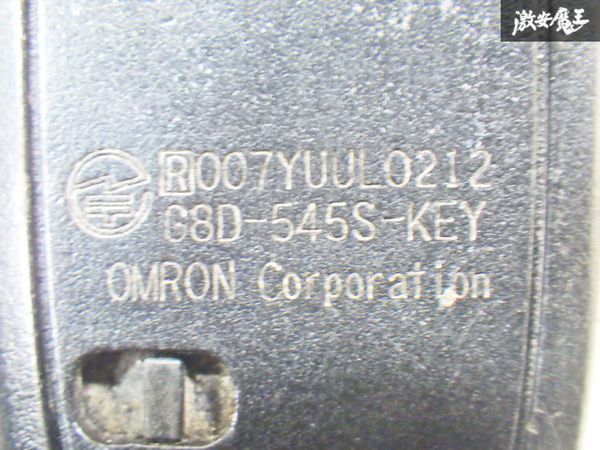 激安魔王
R007YUUL0212
G8D-545S-KEY
OMRON Corporation